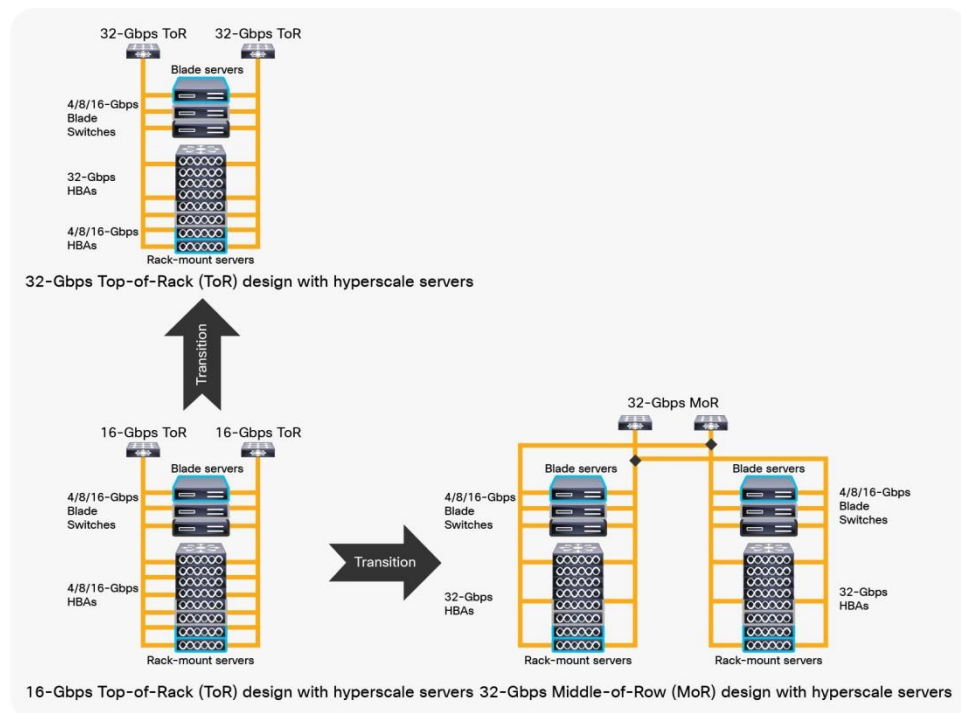 32-Gbps ToR 32-Gbps ToR
Blade servers
4/8/16-Gbps
Blade
Switches
32-Gbps
HBAs
4/8/16-Gbps
HBAs
Rack-mount servers
32-Gbps Top-of-Rack (ToR) design with hyperscale servers
Transition
16-Gbps ToR 16-Gbps ToR
Blade servers
4/8/16-Gbps
Blade
Switches
4/8/16-Gbps
HBAs
Rack-mount servers
16-Gbps Top-of-Rack (ToR) design with hyperscale servers
Transition
32-Gbps MoR
Blade servers
4/8/16-Gbps
Blade
Switches
32-Gbps
HBAs
Rack-mount servers
Blade servers
4/8/16-Gbps
Blade
Switches
32-Gbps
HBAs
Rack-mount servers
32-Gbps Middle-of-Row (MoR) design with hyperscale servers